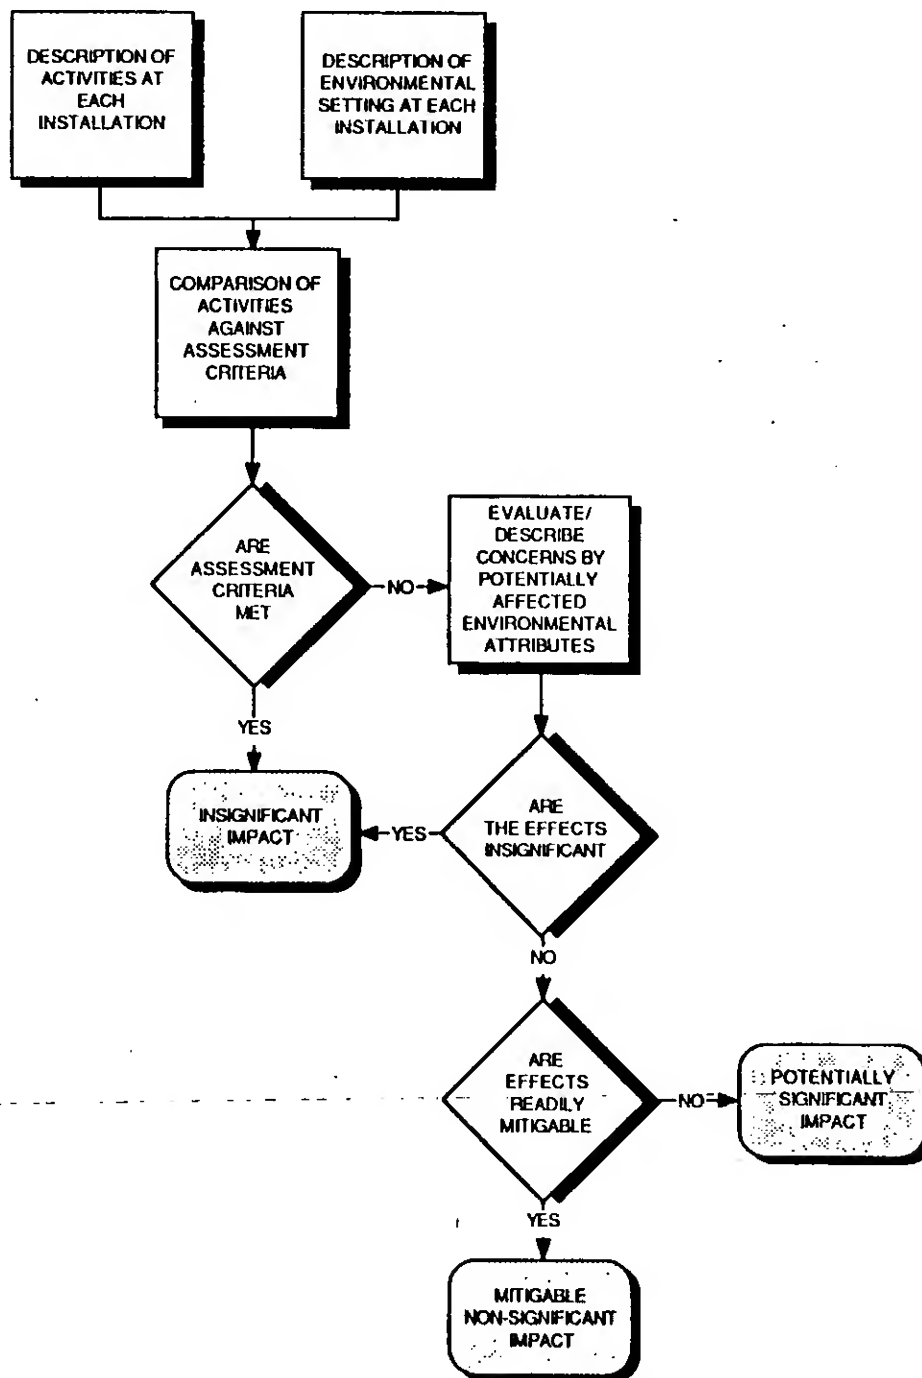 DESCRIPTION OF
ACTIVITIES AT
EACH
INSTALLATION
DESCRIPTION OF
ENVIRONMENTAL
SETTING AT EACH
INSTALLATION
COMPARISON OF
ACTIVITIES
AGAINST
ASSESSMENT
CRITERIA
ARE
ASSESSMENT
CRITERIA
MET
NO
EVALUATE/
DESCRIBE
CONCERNS BY
POTENTIALLY
AFFECTED
ENVIRONMENTAL
ATTRIBUTES
YES
INSIGNIFICANT
IMPACT
YES
ARE
THE EFFECTS
INSIGNIFICANT
NO
ARE
EFFECTS
READILY
MITIGABLE
NO
POTENTIALLY
SIGNIFICANT
IMPACT
YES
MITIGABLE
NON-SIGNIFICANT
IMPACT